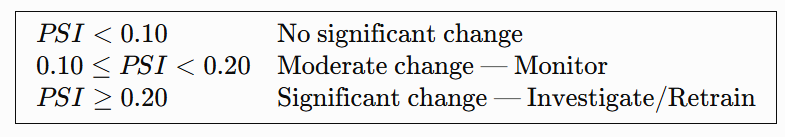 PSI < 0.10 No significant change
0.10 ≤ PSI < 0.20 Moderate change — Monitor
PSI ≥ 0.20 Significant change — Investigate/Retrain